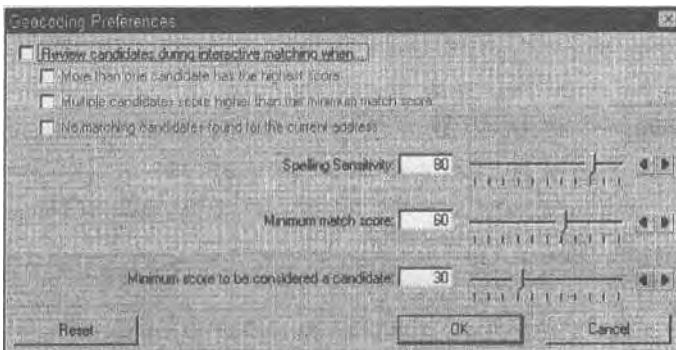 Geocoding Preferences
Review candidates during interactive matching when...
More than one candidate has the highest score
Multiple candidates score higher than the minimum match score
No matching candidates found for the current address
Spelling Sensitivity: 80
Minimum match score: 60
Minimum score to be considered a candidate: 30
Reset OK Cancel